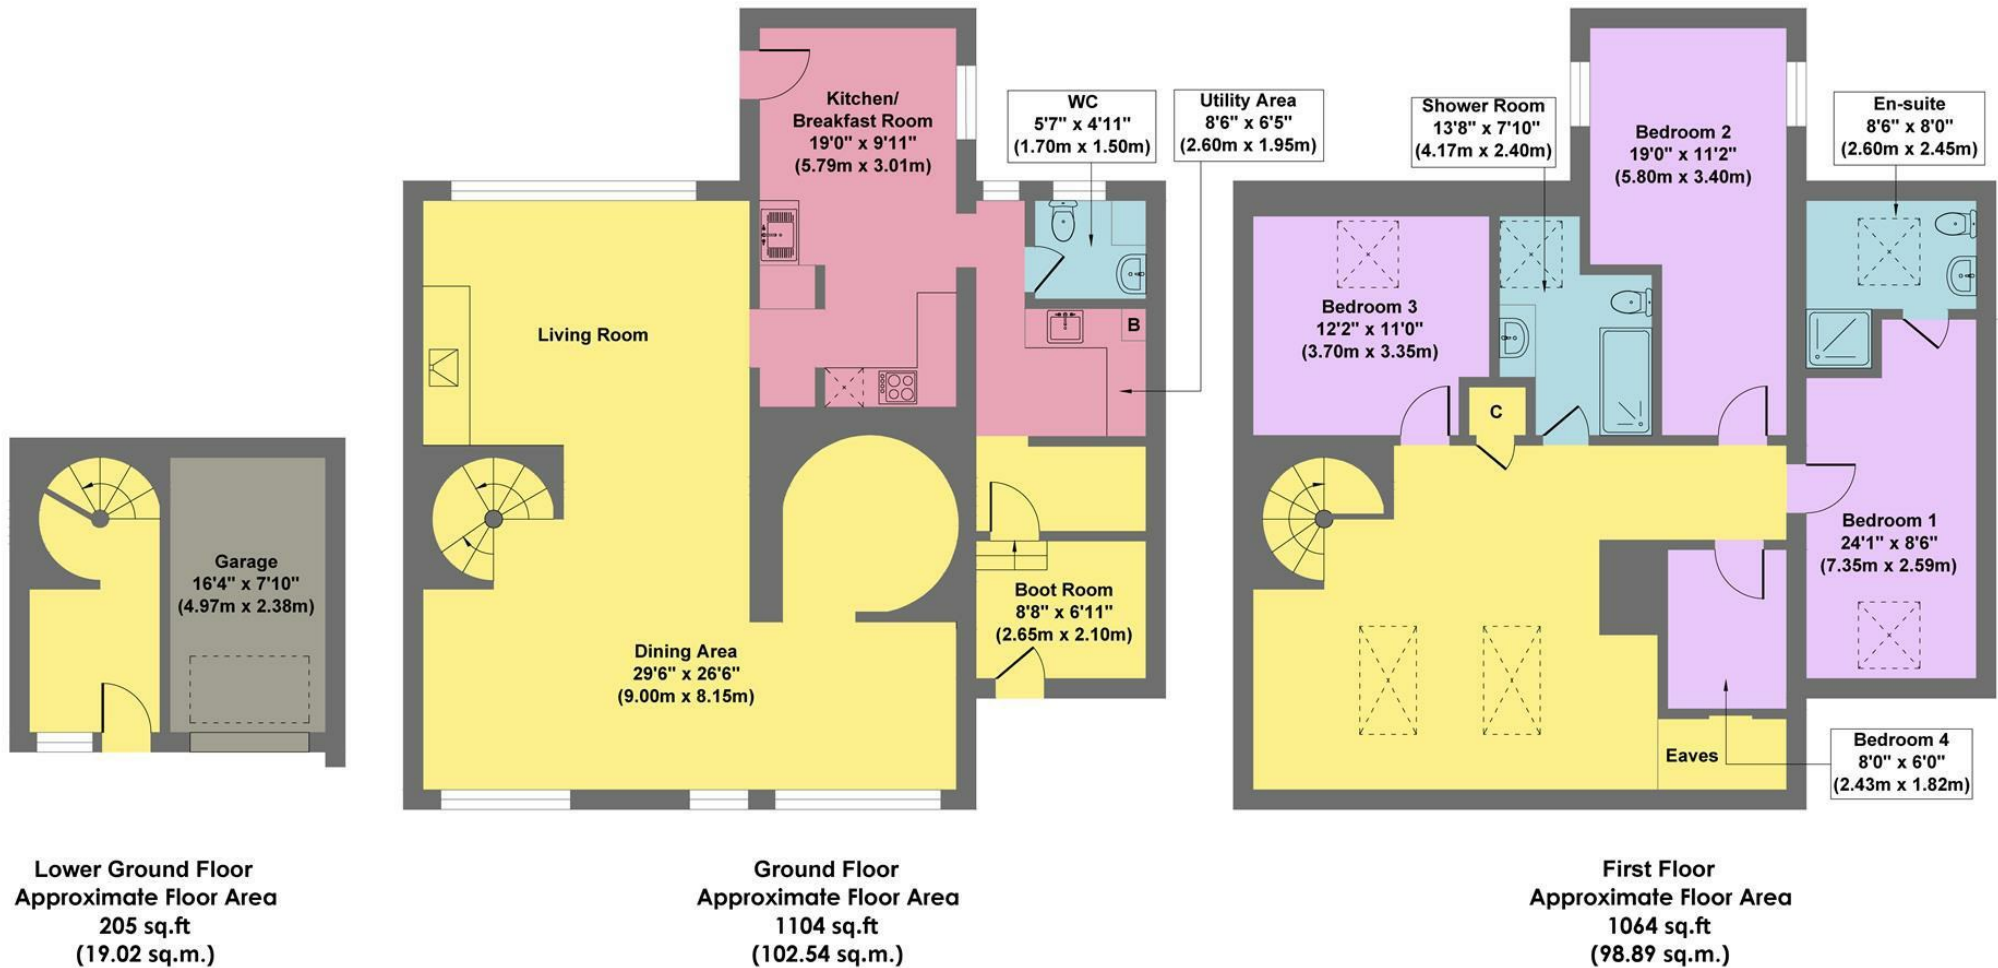 Kitchen/
Breakfast Room
19'0" x 9'11"
(5.79m x 3.01m)
WC
5'7" x 4'11"
(1.70m x 1.50m)
Utility Area
8'6" x 6'5"
(2.60m x 1.95m)
Shower Room
13'8" x 7'10"
(4.17m x 2.40m)
Bedroom 2
19'0" x 11'2"
(5.80m x 3.40m)
En-suite
8'6" x 8'0"
(2.60m x 2.45m)
Living Room
B
Bedroom 3
12'2" x 11'0"
(3.70m x 3.35m)
C
Garage
16'4" x 7'10"
(4.97m x 2.38m)
Boot Room
8'8" x 6'11"
(2.65m x 2.10m)
Bedroom 1
24'1" x 8'6"
(7.35m x 2.59m)
Dining Area
29'6" x 26'6"
(9.00m x 8.15m)
Eaves
Bedroom 4
8'0" x 6'0"
(2.43m x 1.82m)
Lower Ground Floor
Approximate Floor Area
205 sq.ft
(19.02 sq.m.)
Ground Floor
Approximate Floor Area
1104 sq.ft
(102.54 sq.m.)
First Floor
Approximate Floor Area
1064 sq.ft
(98.89 sq.m.)